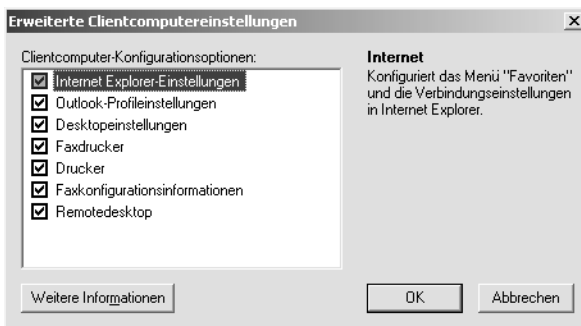 Erweiterte Clientcomputereinstellungen
Clientcomputer-Konfigurationsoptionen:
Internet Explorer-Einstellungen
Outlook-Profileinstellungen
Desktopeinstellungen
Faxdrucker
Drucker
Faxkonfigurationsinformationen
Remotedesktop
Internet
Konfiguriert das Menü "Favoriten"
und die Verbindungseinstellungen
in Internet Explorer.
Weitere Informationen
OK
Abbrechen